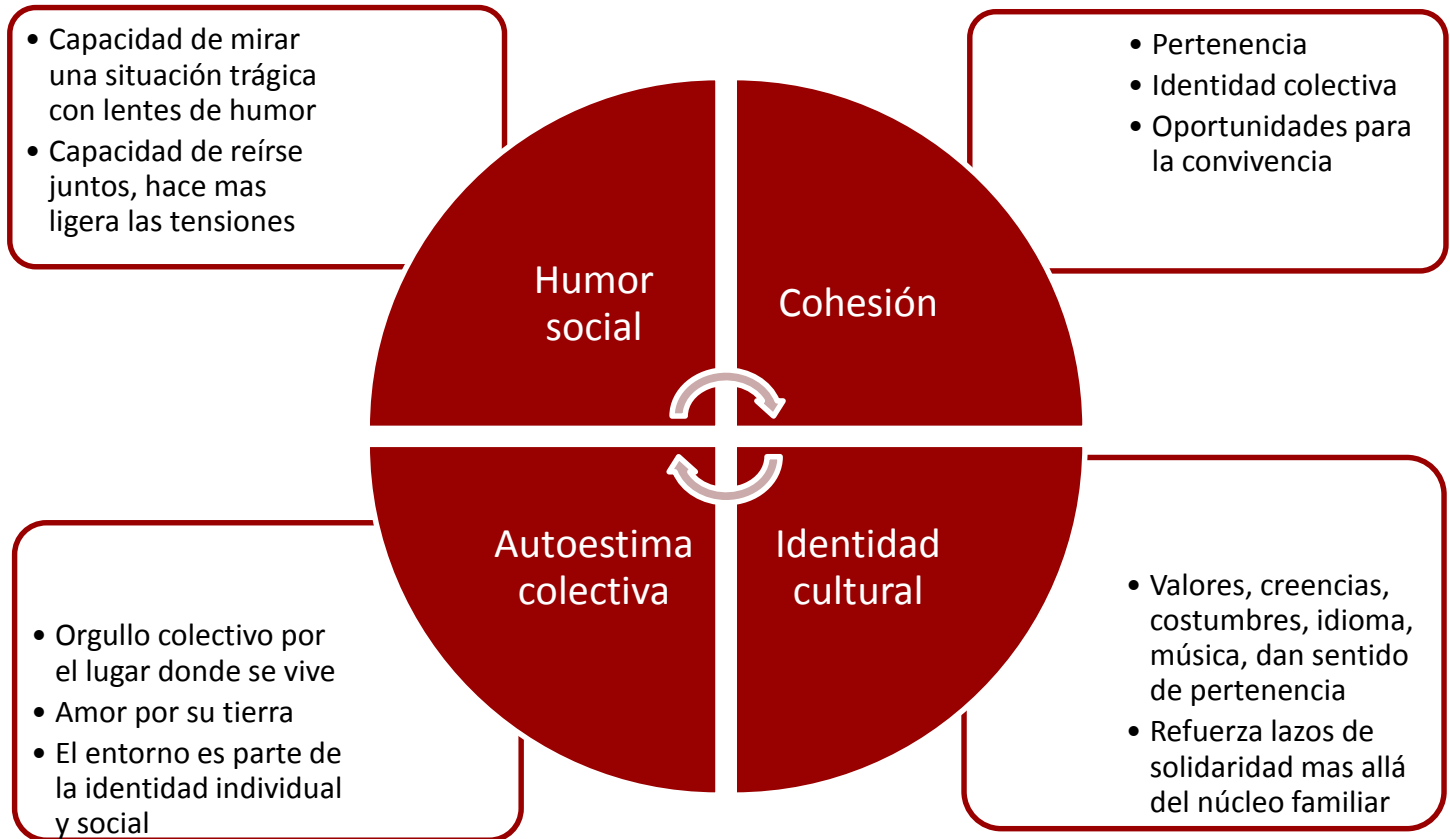 • Capacidad de mirar
una situación trágica
con lentes de humor
• Capacidad de reírse
juntos, hace mas
ligera las tensiones
• Pertenencia
• Identidad colectiva
• Oportunidades para
la convivencia
Humor
social
Cohesión
Autoestima
colectiva
Identidad
cultural
• Orgullo colectivo por
el lugar donde se vive
• Amor por su tierra
• El entorno es parte de
la identidad individual
y social
• Valores, creencias,
costumbres, idioma,
música, dan sentido
de pertenencia
• Refuerza lazos de
solidaridad mas allá
del núcleo familiar